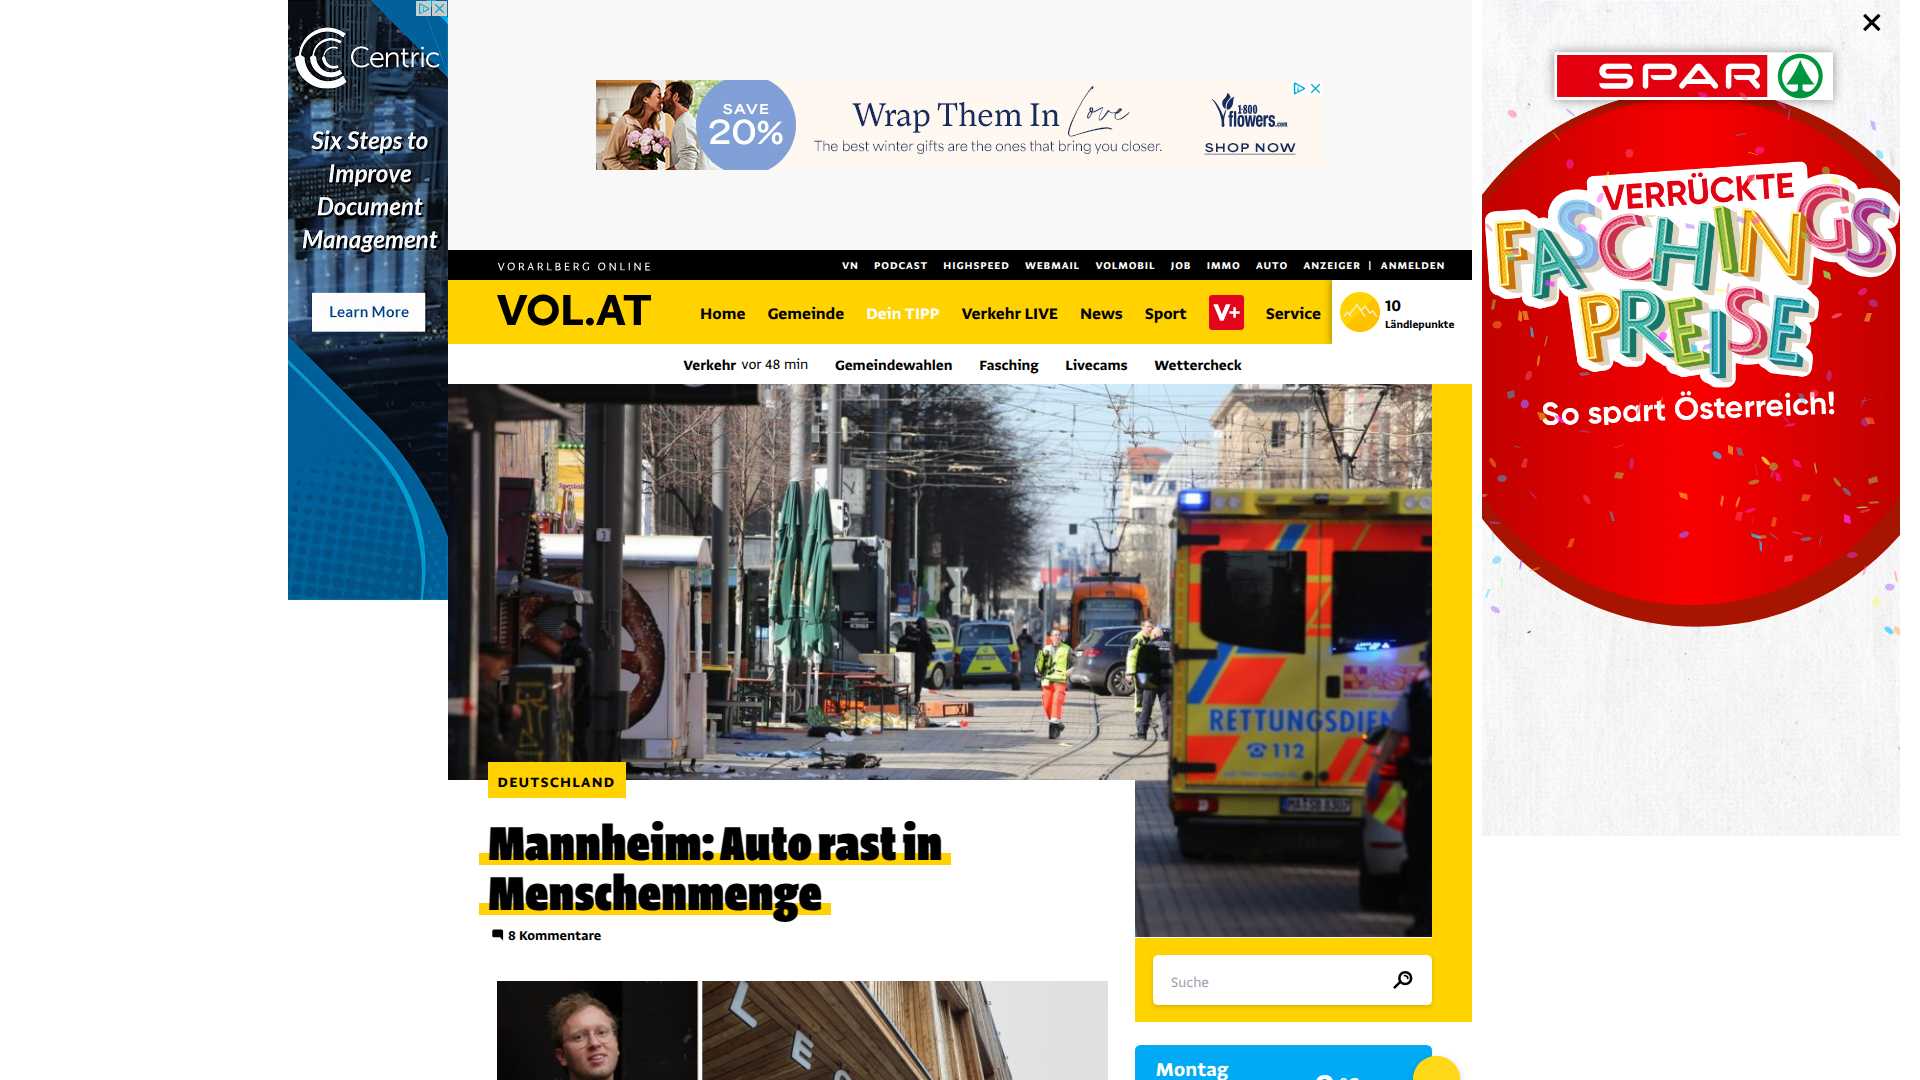 Centric
Six Steps to
Improve
Document
Management
Learn More
SAVE
20%
Wrap Them In Love
The best winter gifts are the ones that bring you closer.
1·800
flowers.com
SHOP NOW
SPAR
VERRÜCKTE
FASCHINGS
PREISE
So spart Österreich!
VORARLBERG ONLINE
VN PODCAST HIGHSPEED WEBMAIL VOLMOBIL JOB IMMO AUTO ANZEIGER | ANMELDEN
VOL.AT
Home Gemeinde Dein TIPP Verkehr LIVE News Sport V+ Service
10
Ländlepunkte
Verkehr vor 48 min Gemeindewahlen Fasching Livecams Wettercheck
RETTUNGSDIEN
112
DEUTSCHLAND
Mannheim: Auto rast in
Menschenmenge
8 Kommentare
Suche
Montag